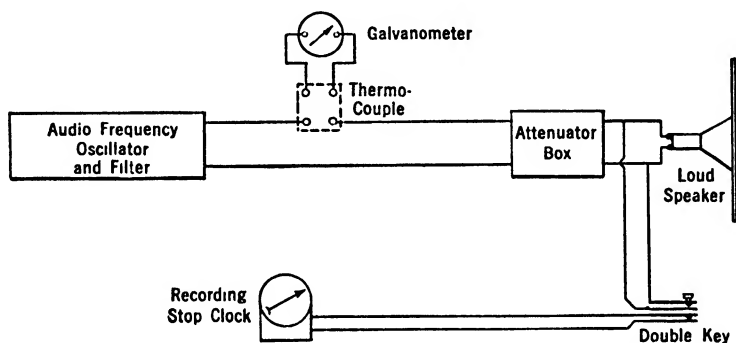 Galvanometer
Thermo-
Couple
Audio Frequency
Oscillator
and Filter
Attenuator
Box
Loud
Speaker
Recording
Stop Clock
Double Key